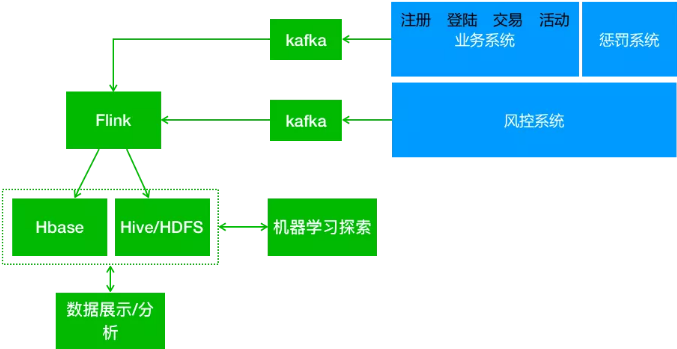 注册 登陆 交易 活动
kafka
业务系统
惩罚系统
Flink
kafka
风控系统
Hbase
Hive/HDFS
机器学习探索
数据展示/分
析